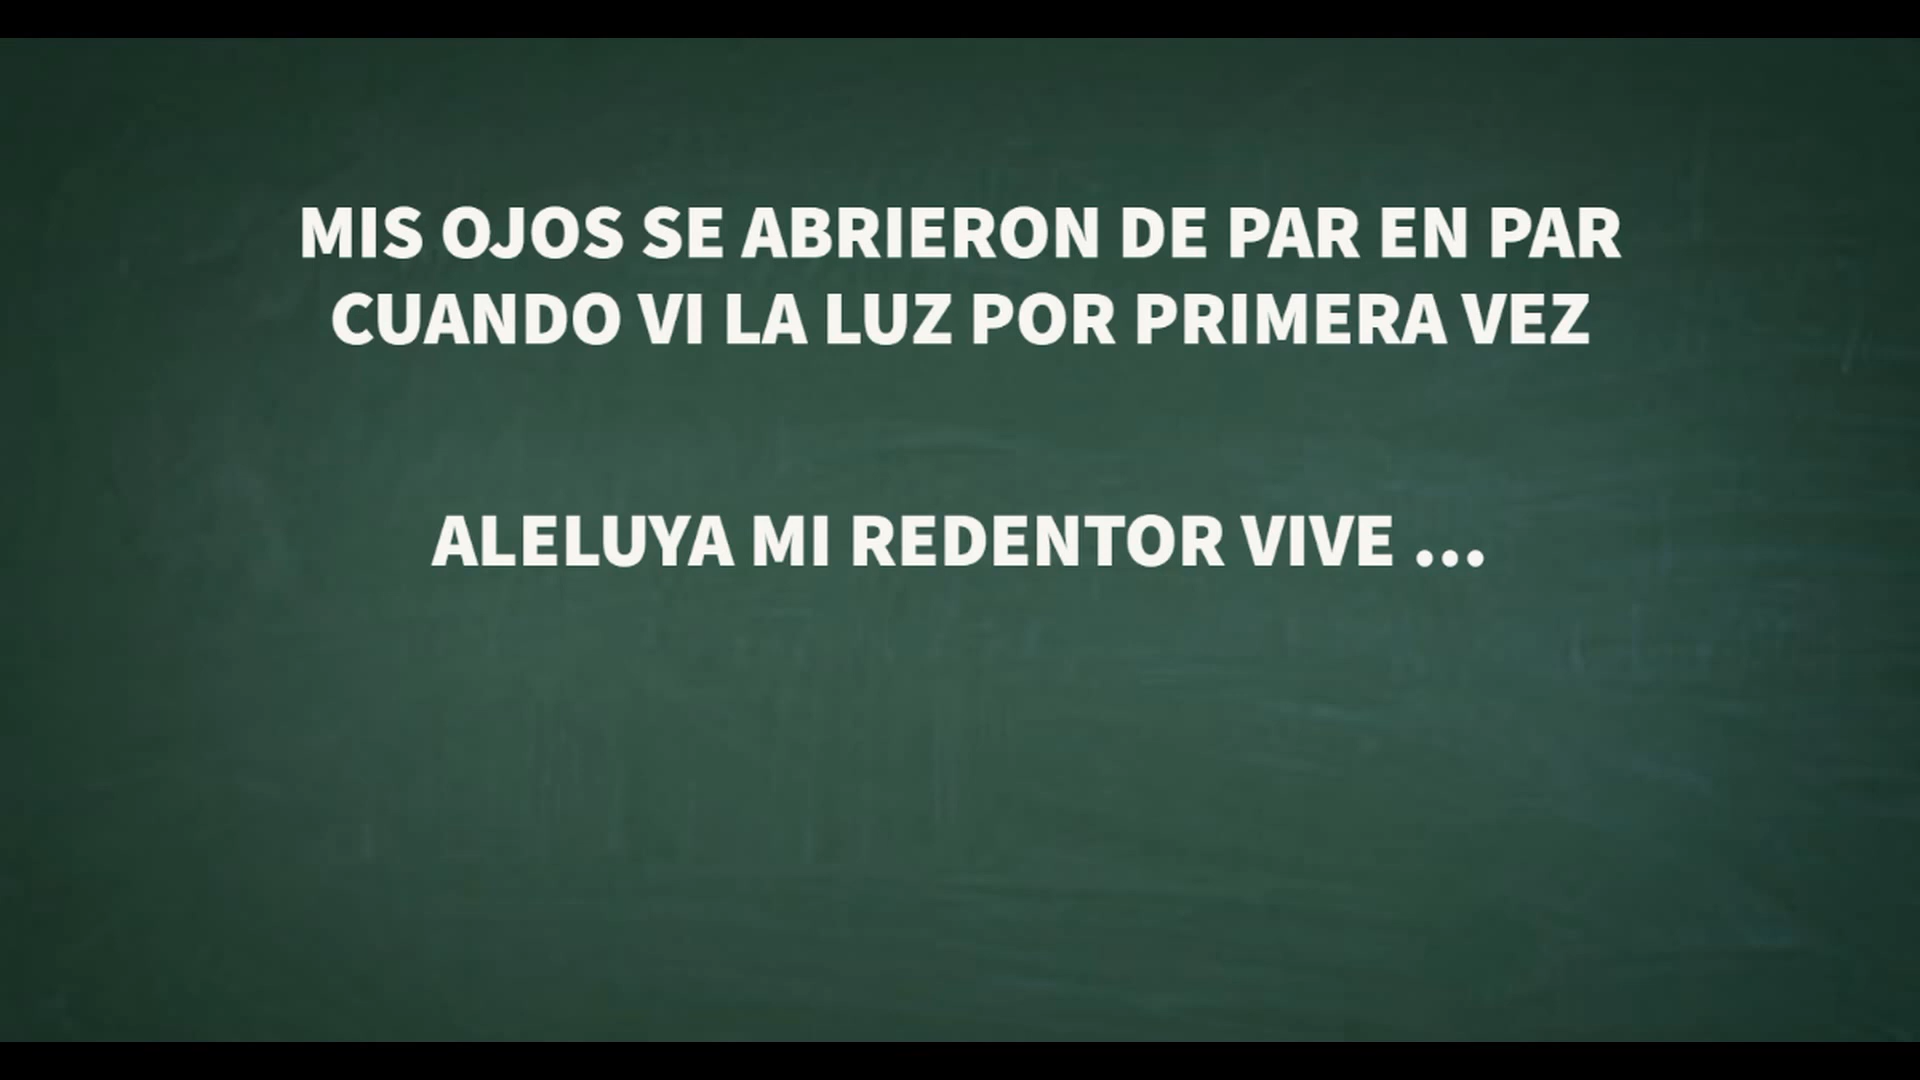 MIS OJOS SE ABRIERON DE PAR EN PAR
CUANDO VI LA LUZ POR PRIMERA VEZ
ALELUYA MI REDENTOR VIVE ...